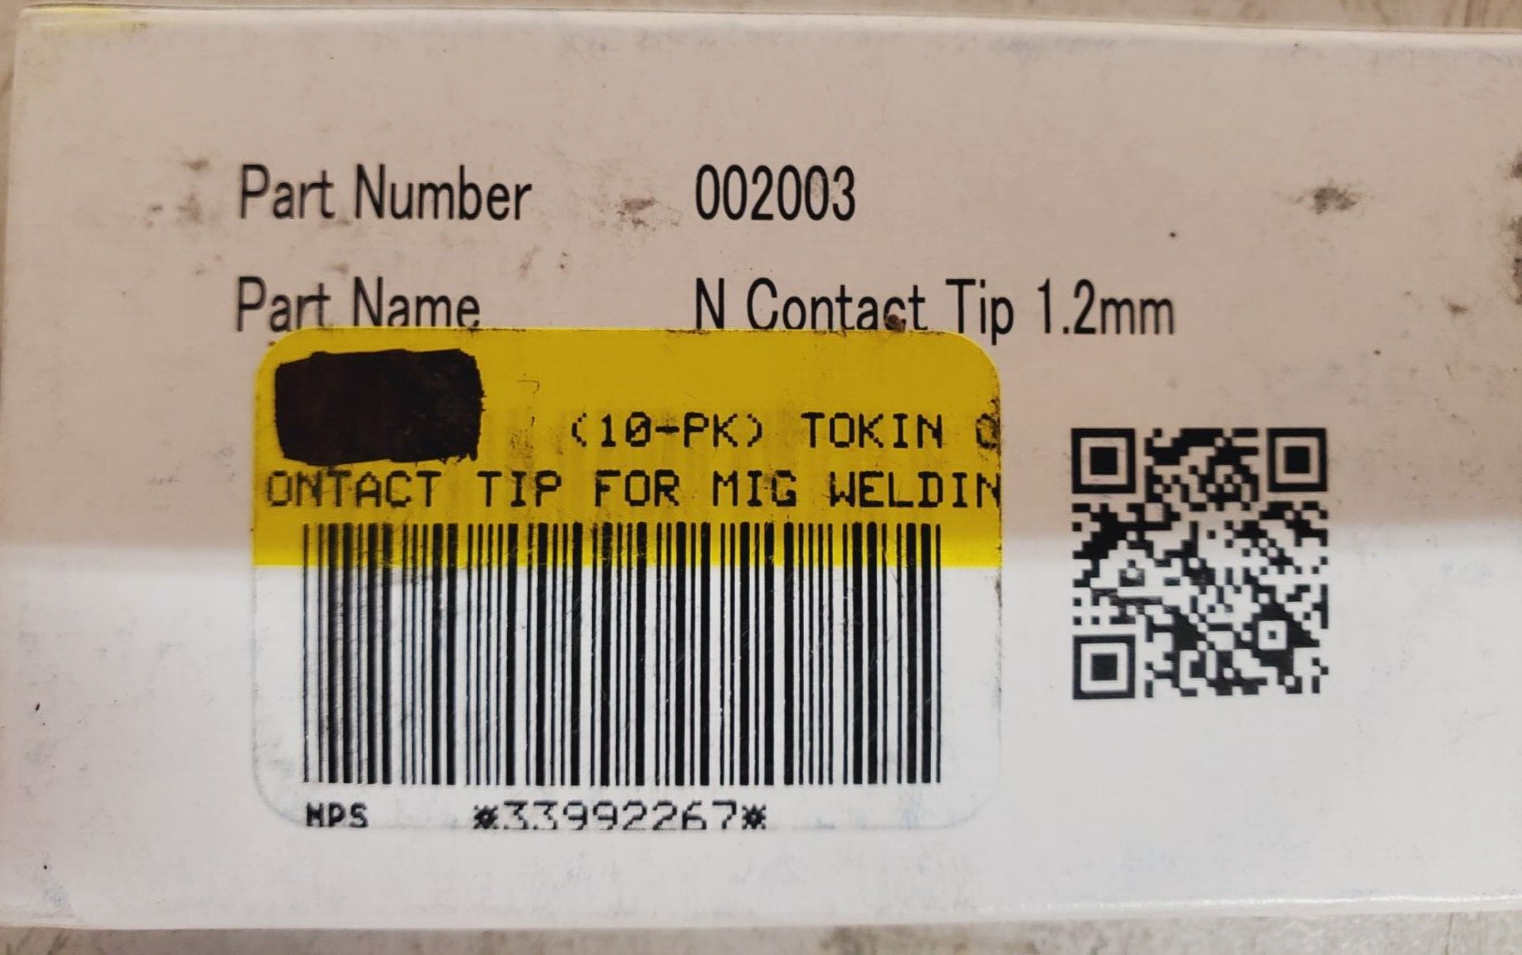 Part Number 002003
Part Name N Contact Tip 1.2mm
(10-PK) TOKIN C
ONTACT TIP FOR MIG WELDIN
MPS *33992267*